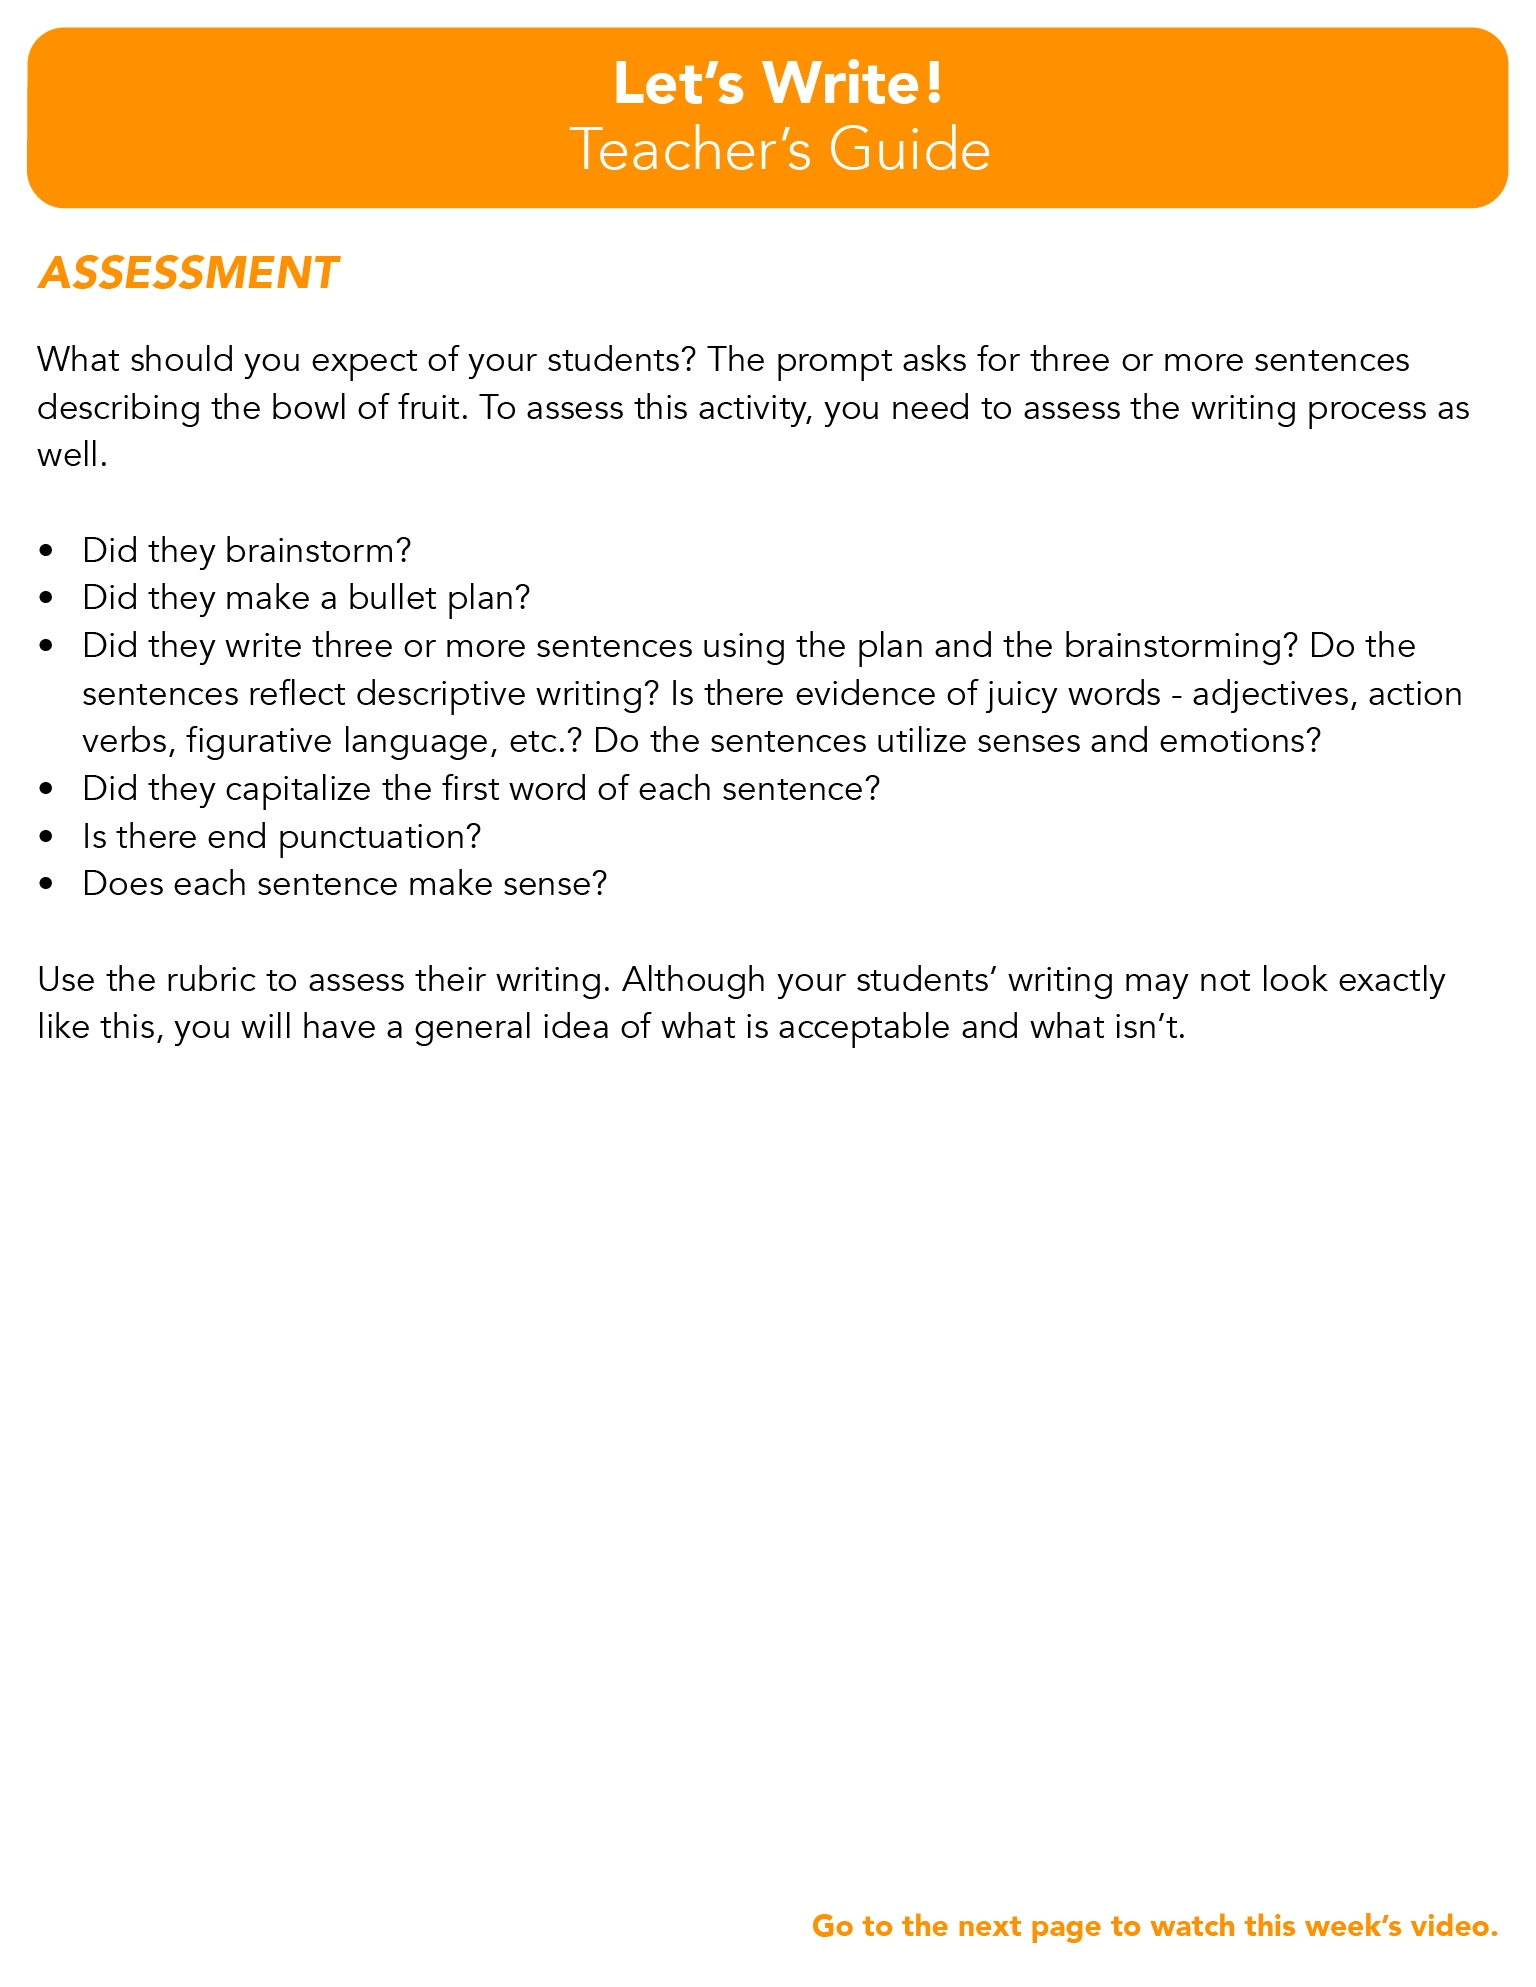 Let’s Write!
Teacher’s Guide
ASSESSMENT
What should you expect of your students? The prompt asks for three or more sentences
describing the bowl of fruit. To assess this activity, you need to assess the writing process as
well.
• Did they brainstorm?
• Did they make a bullet plan?
• Did they write three or more sentences using the plan and the brainstorming? Do the
sentences reflect descriptive writing? Is there evidence of juicy words - adjectives, action
verbs, figurative language, etc.? Do the sentences utilize senses and emotions?
• Did they capitalize the first word of each sentence?
• Is there end punctuation?
• Does each sentence make sense?
Use the rubric to assess their writing. Although your students’ writing may not look exactly
like this, you will have a general idea of what is acceptable and what isn’t.
Go to the next page to watch this week’s video.